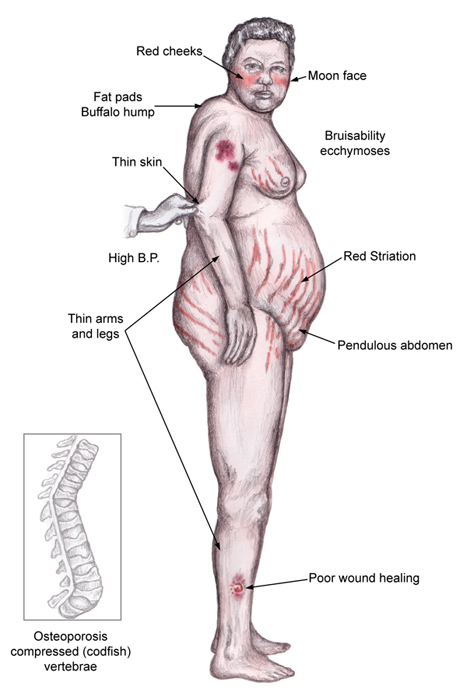 Red cheeks
Moon face
Fat pads
Buffalo hump
Bruisability
ecchymoses
Thin skin
High B.P.
Red Striation
Thin arms
and legs
Pendulous abdomen
Poor wound healing
Osteoporosis
compressed (codfish)
vertebrae